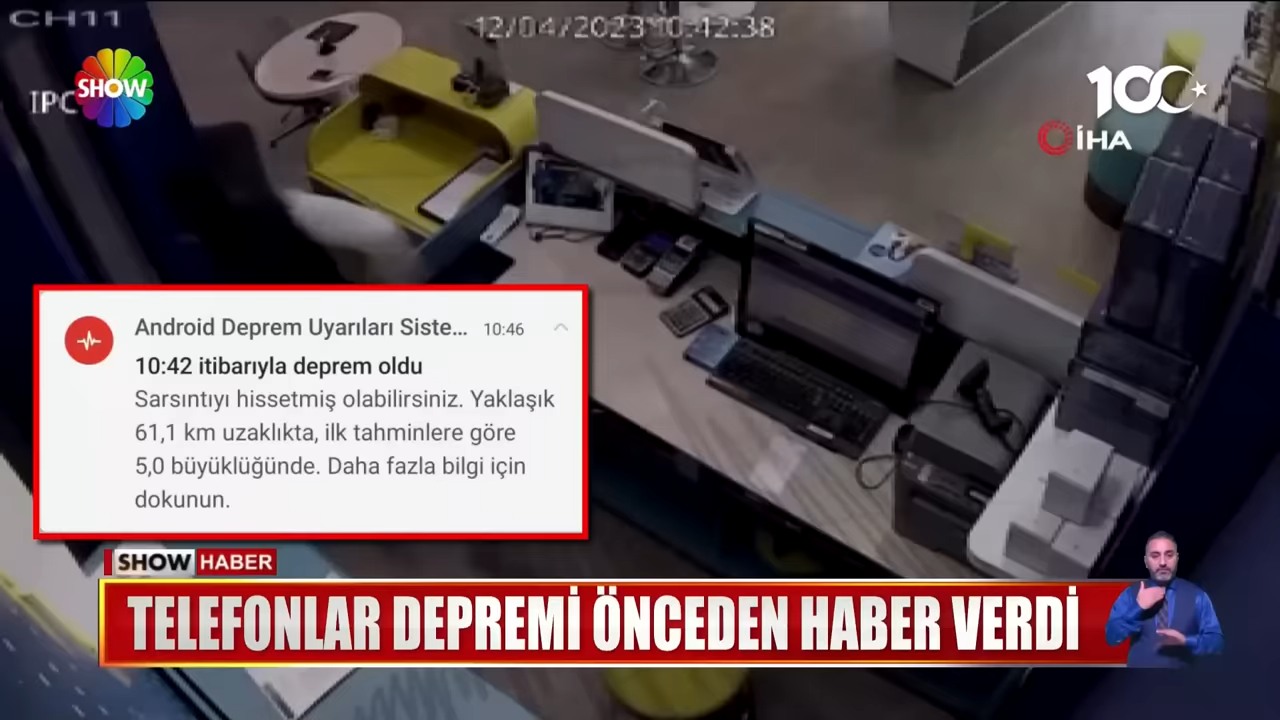 CH11
12/04/2023 10:42:38
IPC
SHOW
100
İHA
Android Deprem Uyarıları Siste... 10:46
10:42 itibarıyla deprem oldu
Sarsıntıyı hissetmiş olabilirsiniz. Yaklaşık
61,1 km uzaklıkta, ilk tahminlere göre
5,0 büyüklüğünde. Daha fazla bilgi için
dokunun.
SHOW HABER
TELEFONLAR DEPREMİ ÖNCEDEN HABER VERDİ